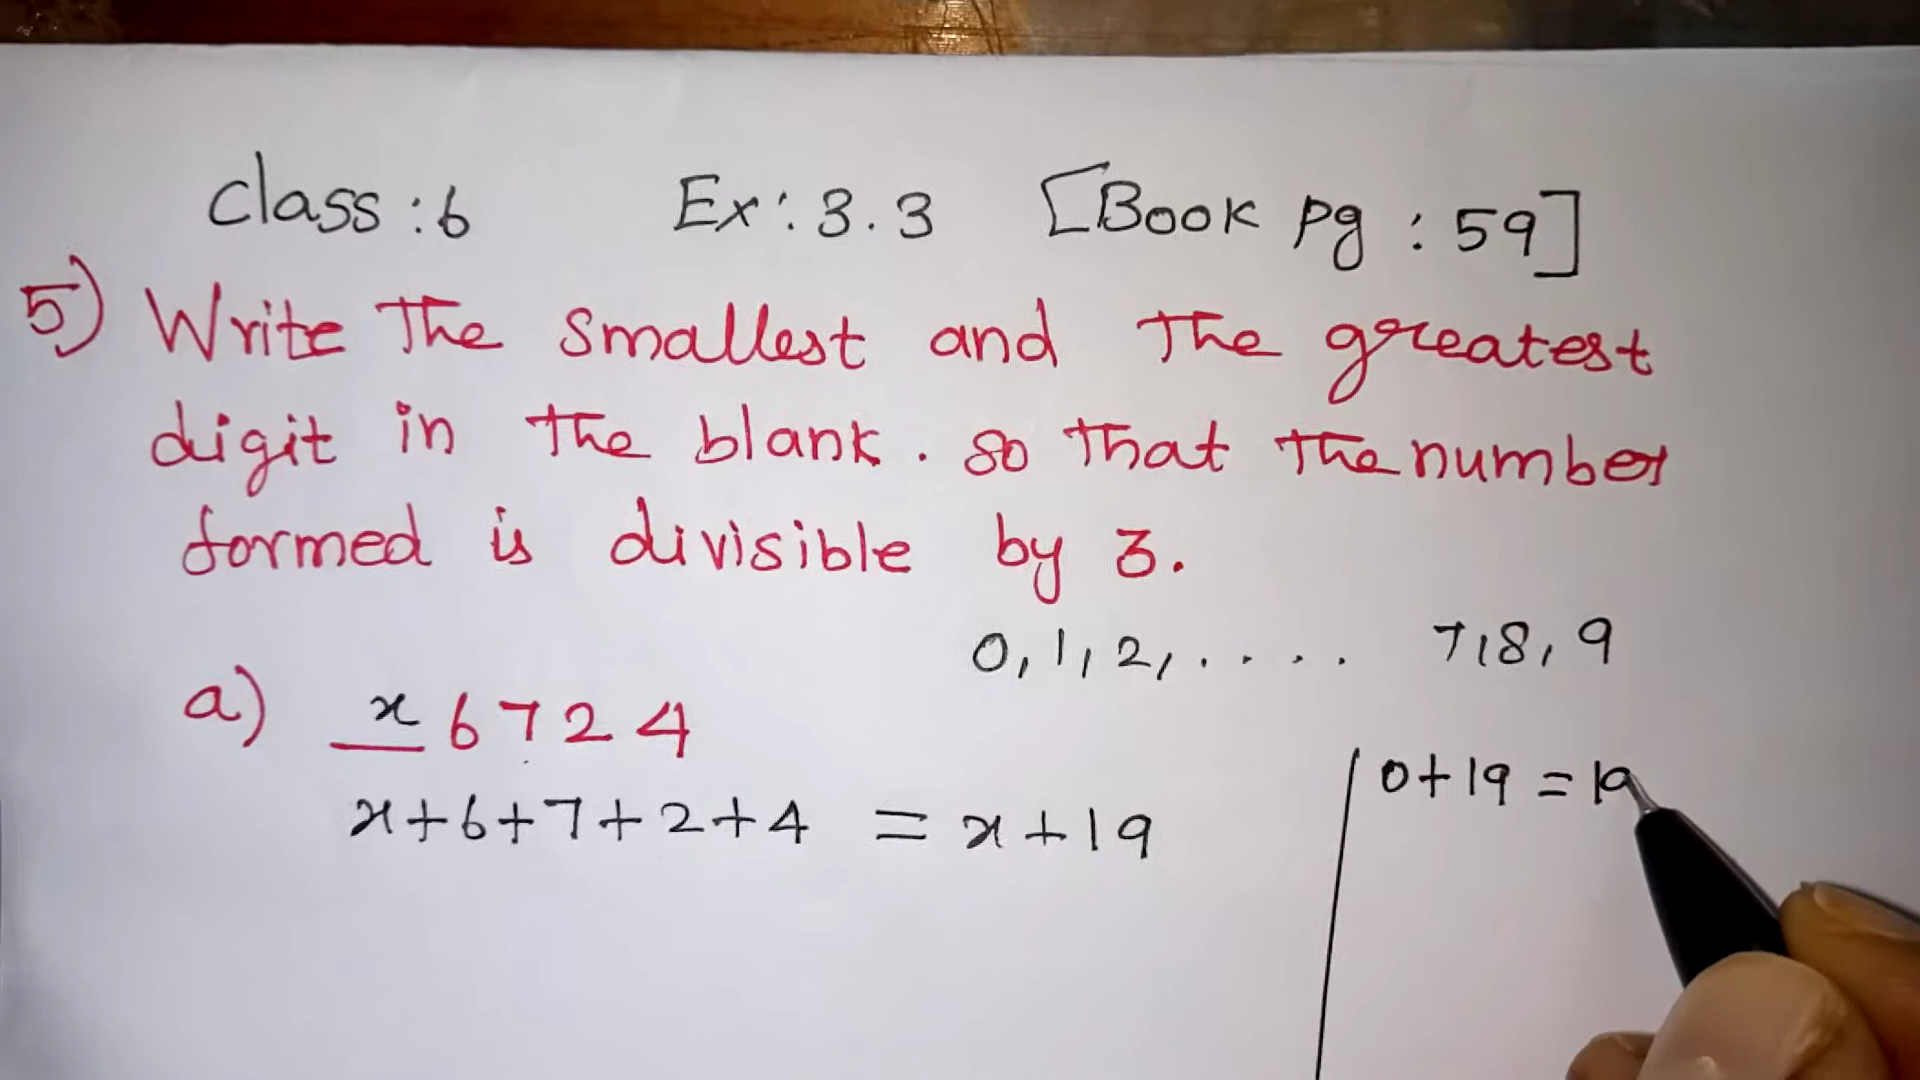 Class : 6 Ex : 3.3 [Book pg : 59]
5) Write The smallest and The greatest
digit in the blank. so that the number
formed is divisible by 3.
0, 1, 2, . . . . 7, 8, 9
a) x 6 7 2 4
0+19 = 19
x+6+7+2+4 = x+19